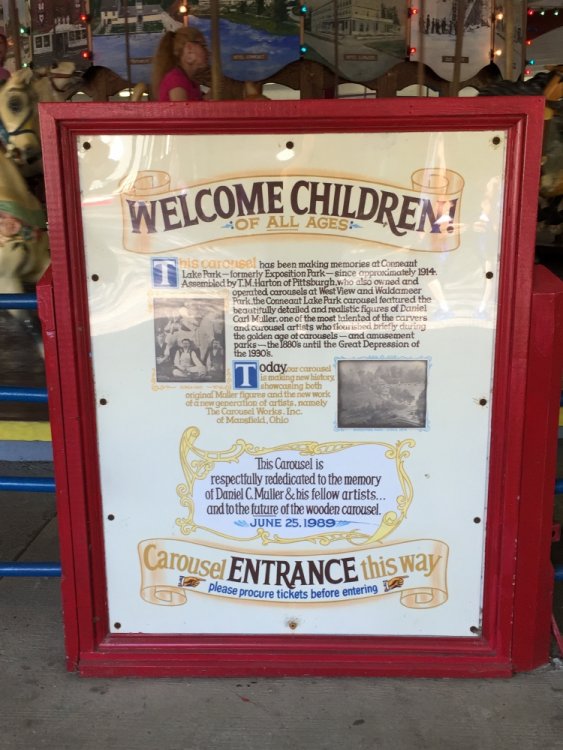 WELCOME CHILDREN!
OF ALL AGES
This carousel has been making memories at Conneant
Lake Park—formerly Exposition Park—since approximately 1914.
Assembled by T.M. Harton of Pittsburgh, who also owned and
operated carousels at West View and Waldameer
Park, the Conneant Lake Park carousel featured the
beautifully detailed and realistic figures of Daniel
Carl Muller, one of the most talented of the carvers
and carousel artists who flourished briefly during
the golden age of carousels—and amusement
parks—the 1880's until the Great Depression of
the 1930's.
Today, our carousel
is making new history,
showcasing both
original Muller figures and the new work
of a new generation of artists, namely
The Carousel Works, Inc.
of Mansfield, Ohio
This Carousel is
respectfully rededicated to the memory
of Daniel C. Muller & his fellow artists...
and to the future of the wooden carousel.
JUNE 25, 1989
Carousel ENTRANCE this way
please procure tickets before entering